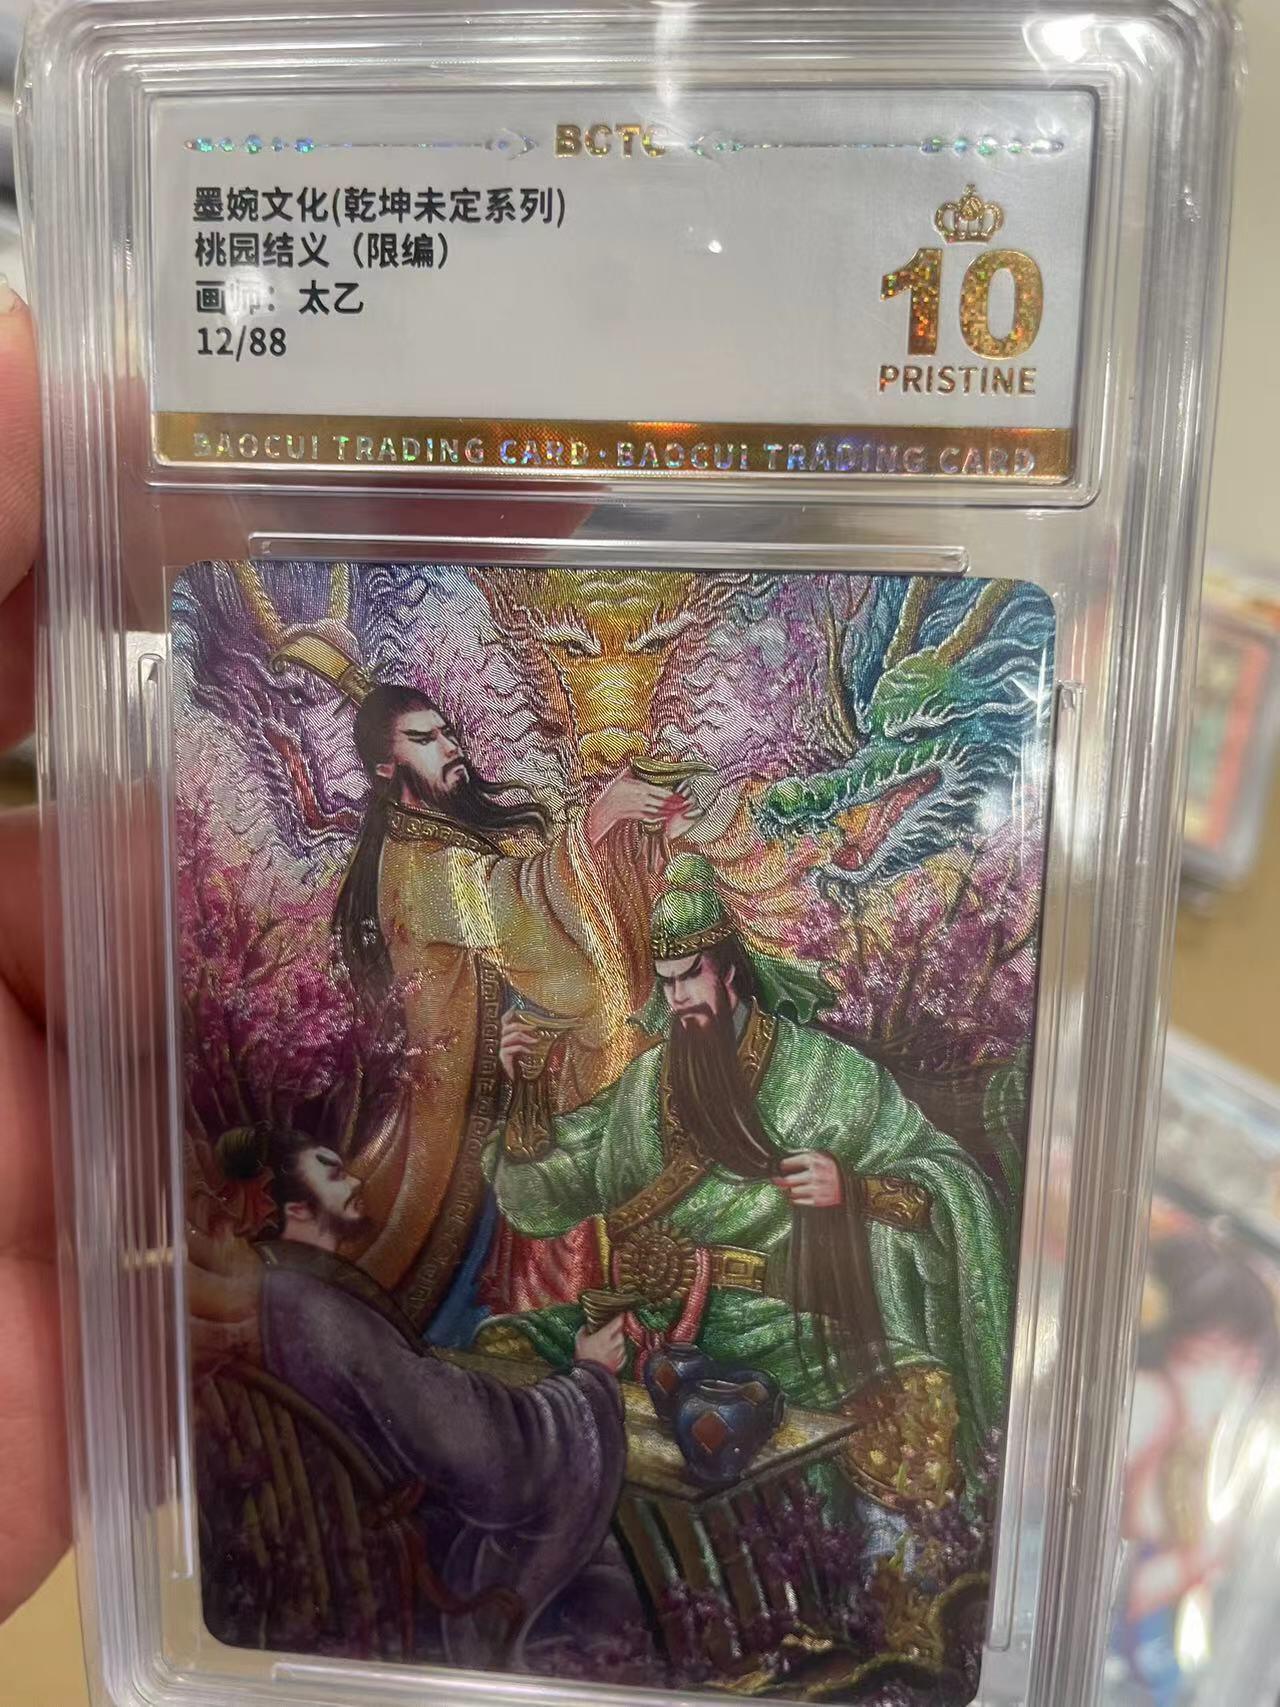 BCTC
墨婉文化(乾坤未定系列)
桃园结义（限编）
画师：太乙
12/88
10
PRISTINE
BAOCUI TRADING CARD·BAOCUI TRADING CARD